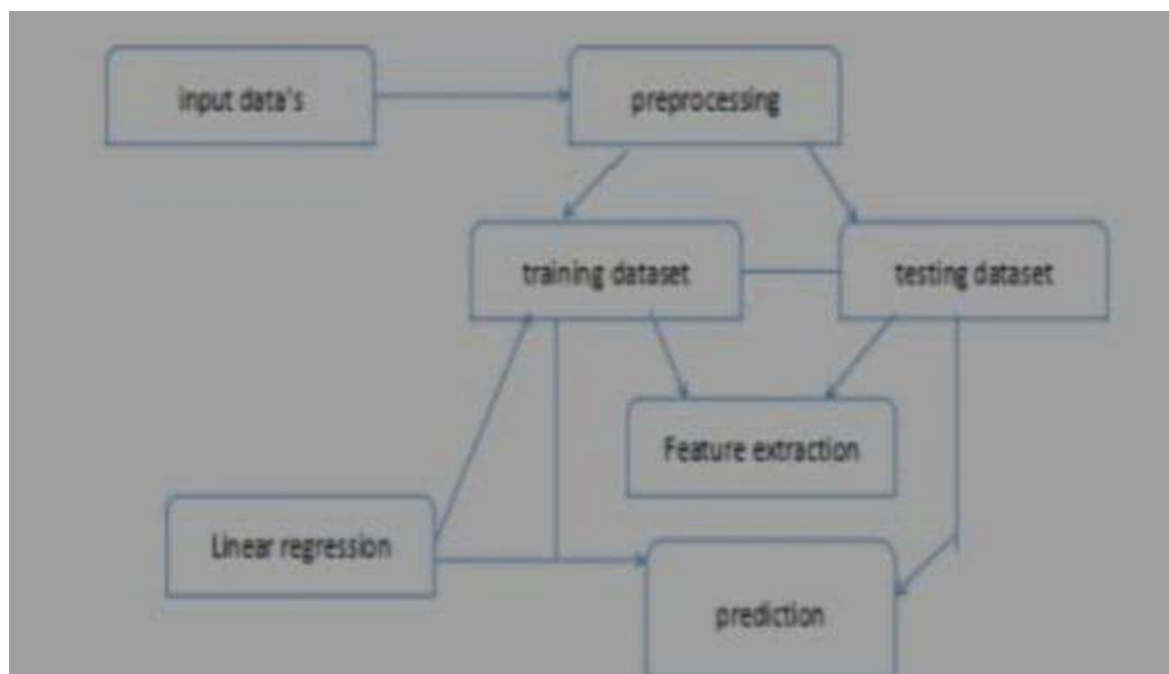 input data's
preprocessing
training dataset
testing dataset
Feature extraction
Linear regression
prediction